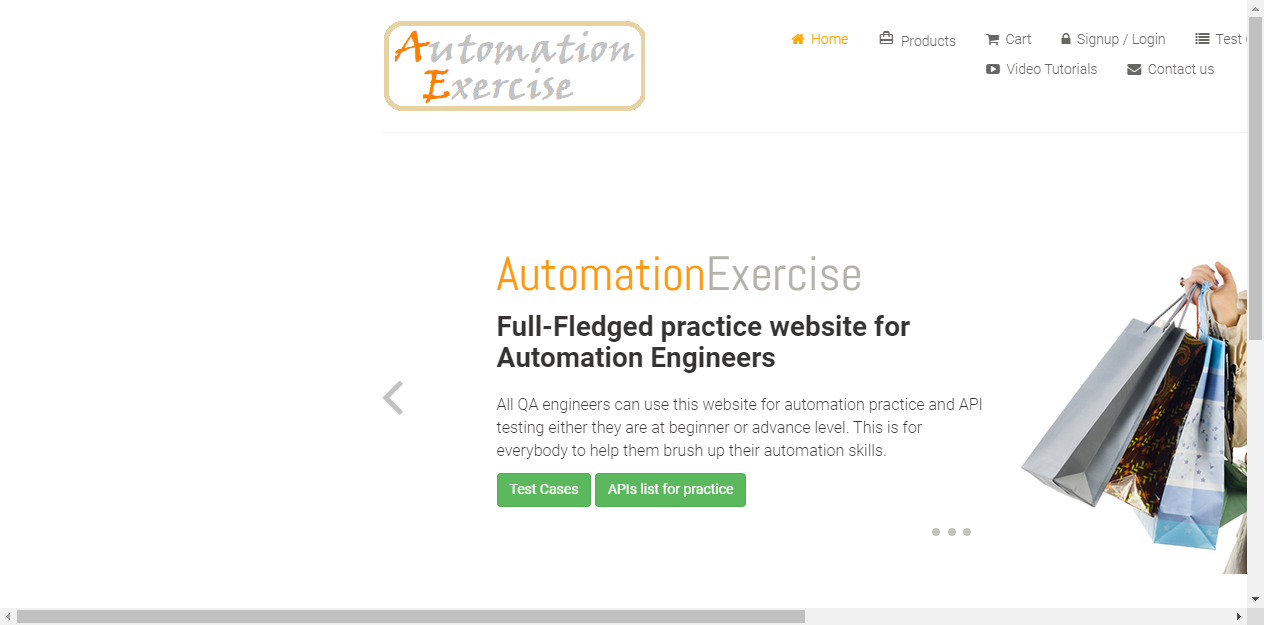 Automation
Exercise
Home
Products
Cart
Signup / Login
Test
Video Tutorials
Contact us
AutomationExercise
Full-Fledged practice website for
Automation Engineers
All QA engineers can use this website for automation practice and API
testing either they are at beginner or advance level. This is for
everybody to help them brush up their automation skills.
Test Cases
APIs list for practice